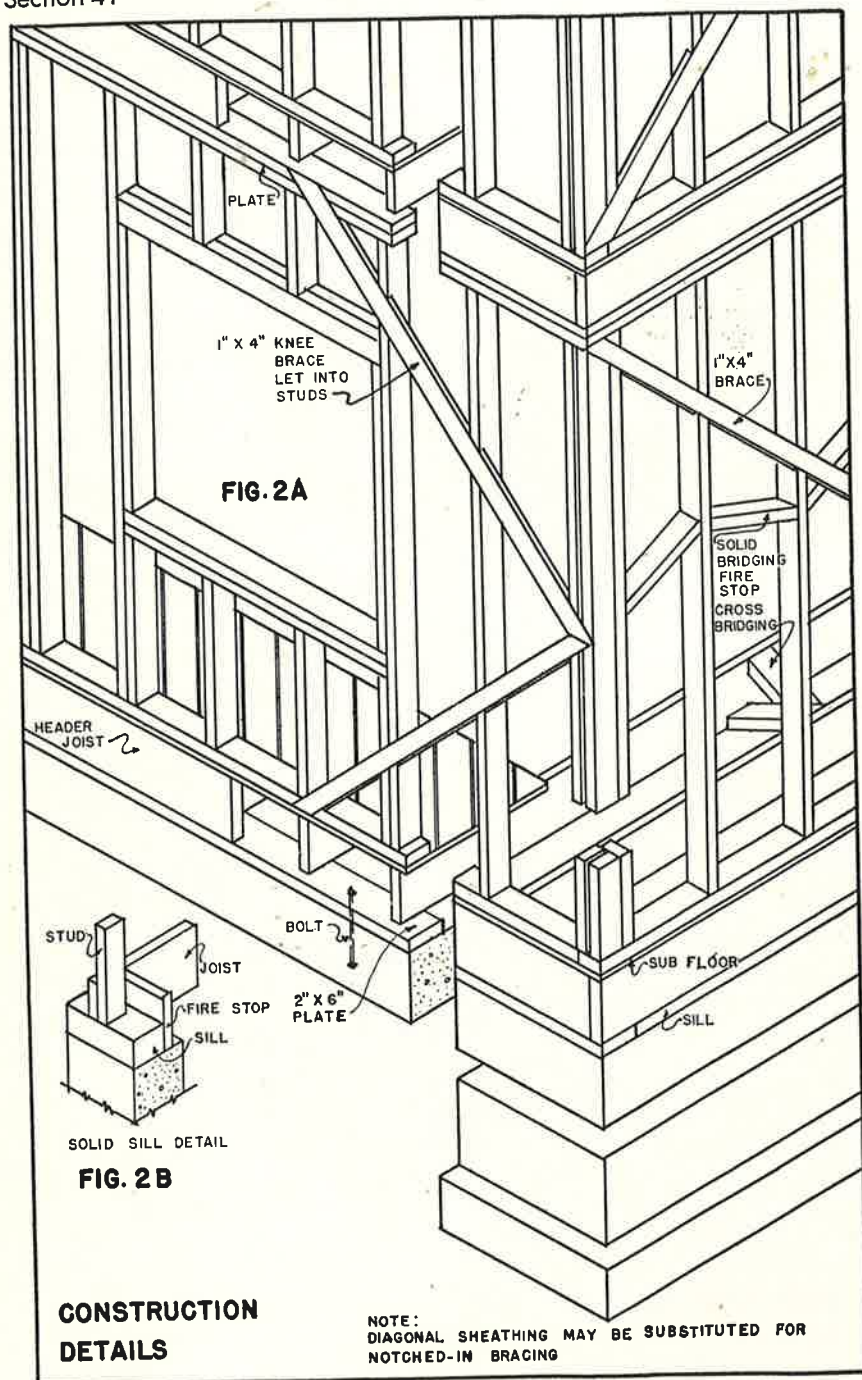 Section 41
PLATE
1" X 4" KNEE
BRACE
LET INTO
STUDS
1" X 4"
BRACE
FIG. 2A
SOLID
BRIDGING
FIRE
STOP
CROSS
BRIDGING
HEADER
JOIST
BOLT
2" X 6"
PLATE
SUB FLOOR
SILL
STUD
JOIST
FIRE STOP
SILL
SOLID SILL DETAIL
FIG. 2B
CONSTRUCTION
DETAILS
NOTE:
DIAGONAL SHEATHING MAY BE SUBSTITUTED FOR
NOTCHED-IN BRACING